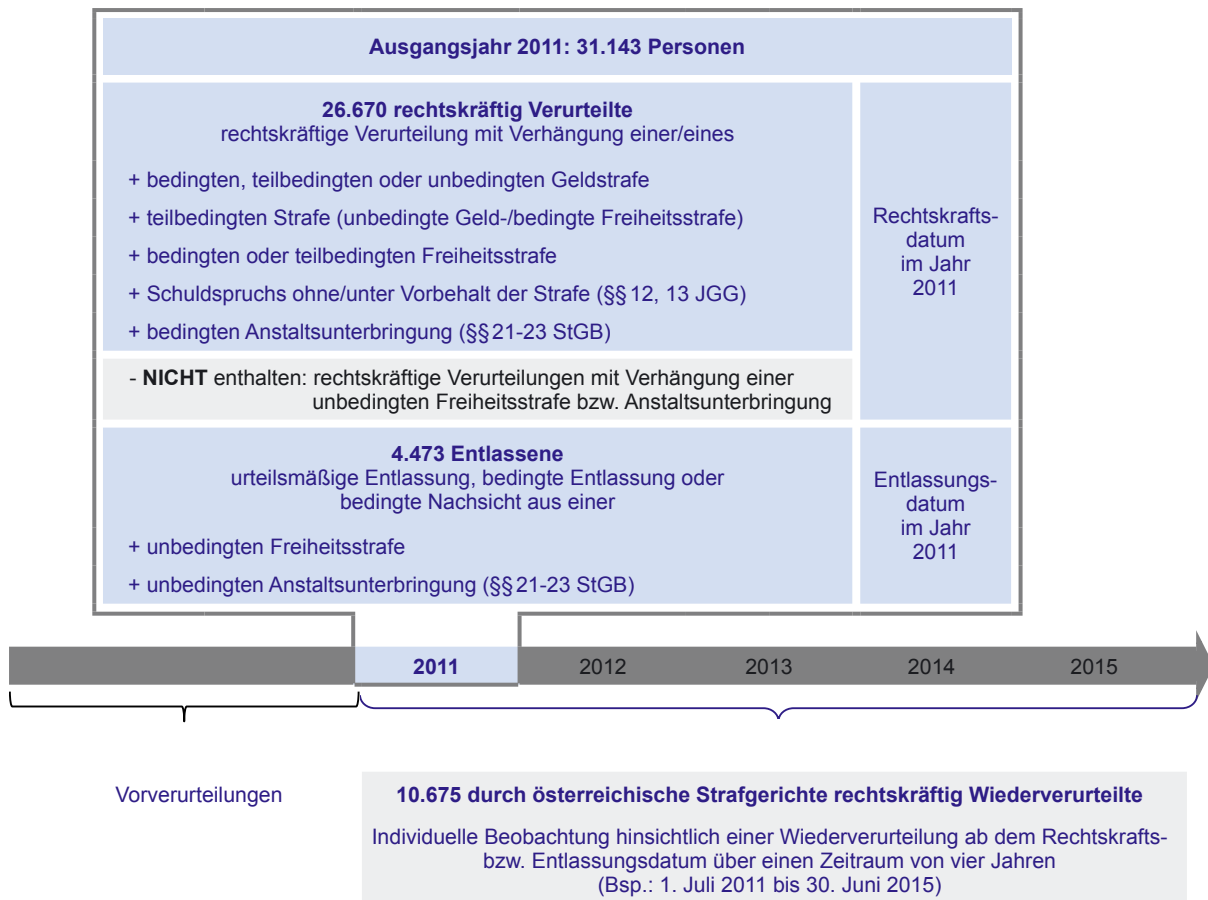 Ausgangsjahr 2011: 31.143 Personen
26.670 rechtskräftig Verurteilte
rechtskräftige Verurteilung mit Verhängung einer/eines
+ bedingten, teilbedingten oder unbedingten Geldstrafe
+ teilbedingten Strafe (unbedingte Geld-/bedingte Freiheitsstrafe)
+ bedingten oder teilbedingten Freiheitsstrafe
+ Schuldspruchs ohne/unter Vorbehalt der Strafe (§§ 12, 13 JGG)
+ bedingten Anstaltsunterbringung (§§ 21-23 StGB)
Rechtskrafts-
datum
im Jahr
2011
- NICHT enthalten: rechtskräftige Verurteilungen mit Verhängung einer
unbedingten Freiheitsstrafe bzw. Anstaltsunterbringung
4.473 Entlassene
urteilsmäßige Entlassung, bedingte Entlassung oder
bedingte Nachsicht aus einer
+ unbedingten Freiheitsstrafe
+ unbedingten Anstaltsunterbringung (§§ 21-23 StGB)
Entlassungs-
datum
im Jahr
2011
2011 2012 2013 2014 2015
Vorverurteilungen
10.675 durch österreichische Strafgerichte rechtskräftig Wiederverurteilte
Individuelle Beobachtung hinsichtlich einer Wiederverurteilung ab dem Rechtskrafts-
bzw. Entlassungsdatum über einen Zeitraum von vier Jahren
(Bsp.: 1. Juli 2011 bis 30. Juni 2015)